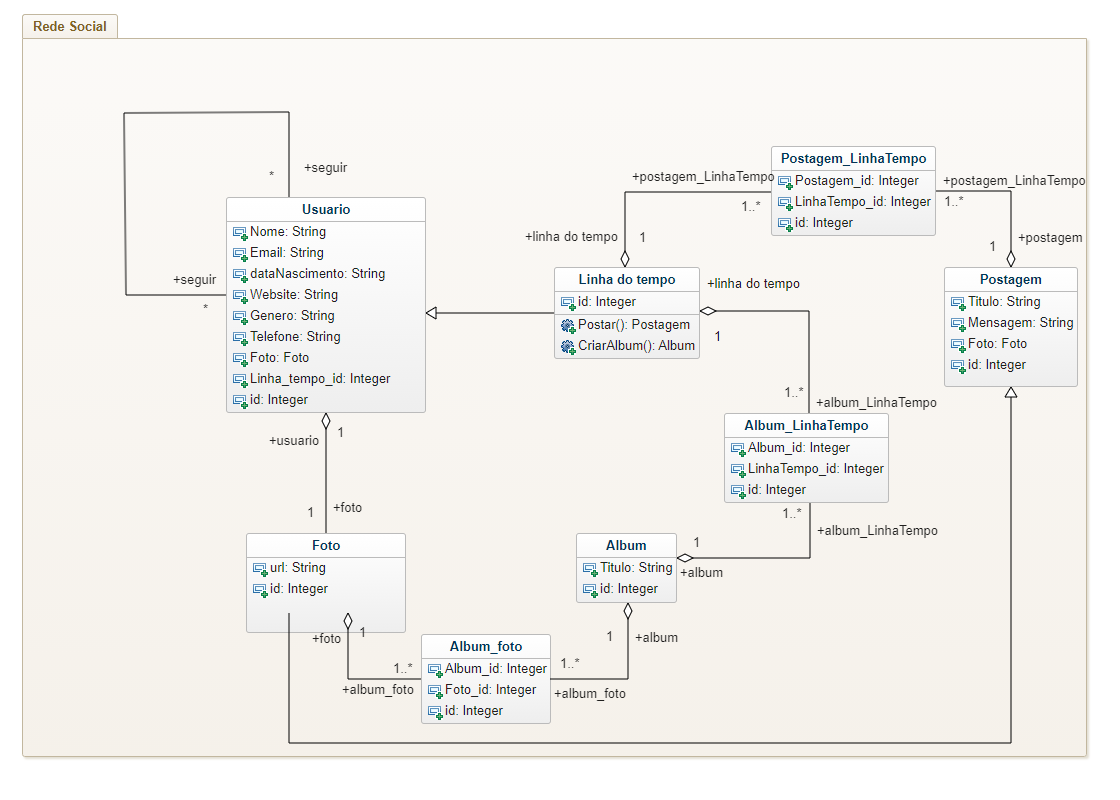 Rede Social
+seguir
*
+seguir
*
Usuario
Nome: String
Email: String
dataNascimento: String
Website: String
Genero: String
Telefone: String
Foto: Foto
Linha_tempo_id: Integer
id: Integer
+usuario
1
1
+foto
Foto
url: String
id: Integer
+foto
1
1..*
+album_foto
Album_foto
Album_id: Integer
Foto_id: Integer
id: Integer
1..*
+album_foto
1
+album
Album
Titulo: String
id: Integer
1
+album
1..*
+album_LinhaTempo
Album_LinhaTempo
Album_id: Integer
LinhaTempo_id: Integer
id: Integer
1..*
+album_LinhaTempo
+linha do tempo
1
Linha do tempo
id: Integer
Postar(): Postagem
CriarAlbum(): Album
+linha do tempo
1
+postagem_LinhaTempo
1..*
Postagem_LinhaTempo
Postagem_id: Integer
LinhaTempo_id: Integer
id: Integer
+postagem_LinhaTempo
1..*
1
+postagem
Postagem
Titulo: String
Mensagem: String
Foto: Foto
id: Integer